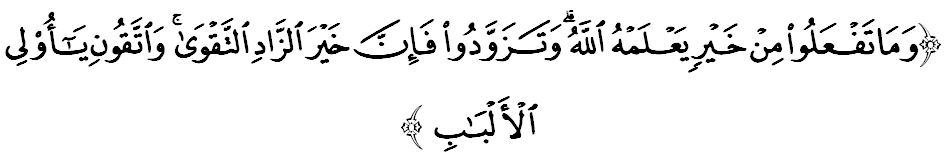 ﴿وَمَا تَفْعَلُوا۟ مِنْ خَيْرٍ يَعْلَمْهُ ٱللَّهُ ۗ وَتَزَوَّدُوا۟ فَإِنَّ خَيْرَ ٱلزَّادِ ٱلتَّقْوَىٰ ۚ وَٱتَّقُونِ يَـٰٓأُو۟لِى
ٱلْأَلْبَـٰبِ﴾